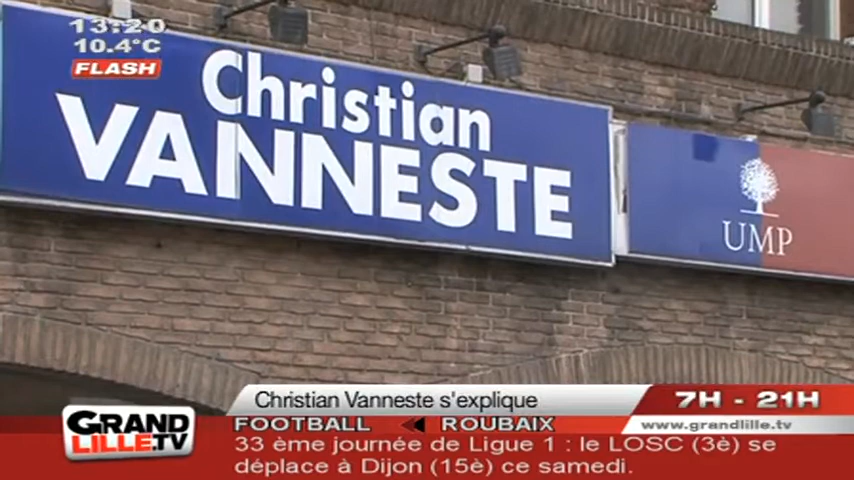 13:20
10.4°C
FLASH
Christian
VANNESTE
UMP
Christian Vanneste s'explique
7H - 21H
GRAND
LILLE.TV
FOOTBALL ◄ ROUBAIX
www.grandlille.tv
33 ème journée de Ligue 1 : le LOSC (3è) se
déplace à Dijon (15è) ce samedi.